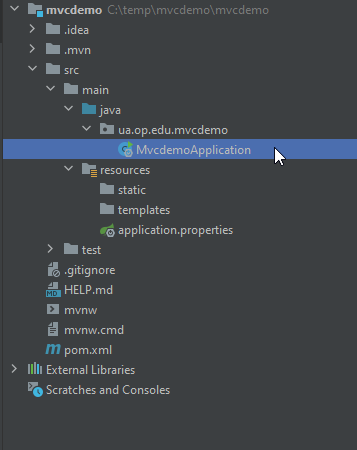 mvcdemo C:\temp\mvcdemo\mvcdemo
.idea
.mvn
src
main
java
ua.op.edu.mvcdemo
MvcdemoApplication
resources
static
templates
application.properties
test
.gitignore
MD HELP.md
mvnw
mvnw.cmd
m pom.xml
External Libraries
Scratches and Consoles